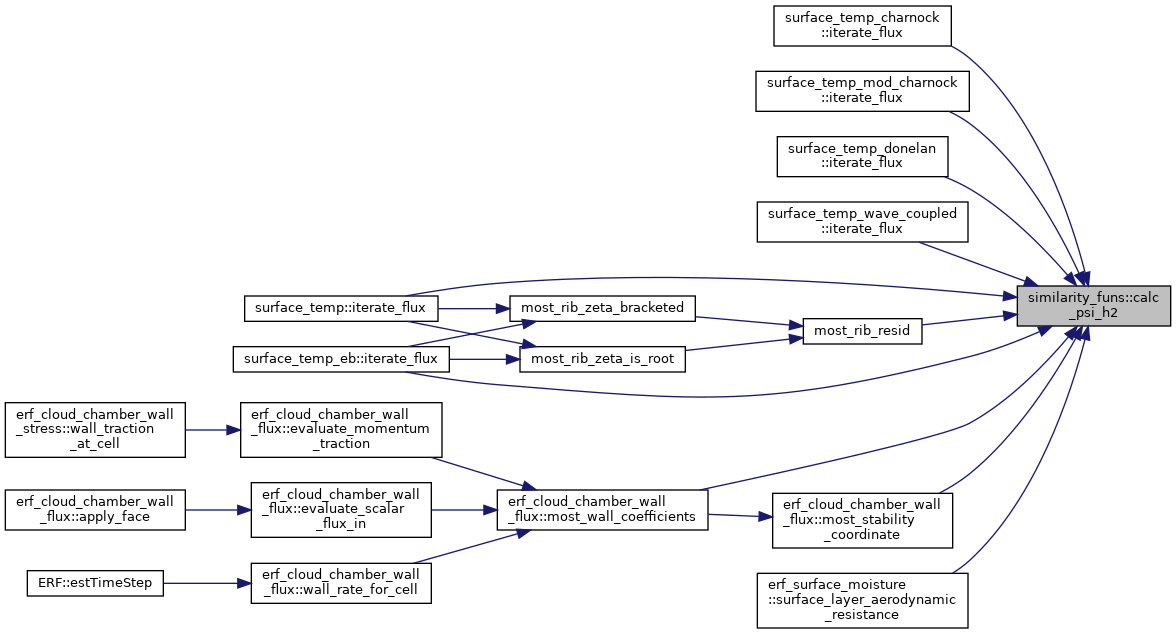 surface_temp_charnock
::iterate_flux
surface_temp_mod_charnock
::iterate_flux
surface_temp_donelan
::iterate_flux
surface_temp_wave_coupled
::iterate_flux
similarity_funs::calc
_psi_h2
surface_temp::iterate_flux
most_rib_zeta_bracketed
most_rib_resid
surface_temp_eb::iterate_flux
most_rib_zeta_is_root
erf_cloud_chamber_wall
_stress::wall_traction
_at_cell
erf_cloud_chamber_wall
_flux::evaluate_momentum
_traction
erf_cloud_chamber_wall
_flux::apply_face
erf_cloud_chamber_wall
_flux::evaluate_scalar
_flux_in
erf_cloud_chamber_wall
_flux::most_wall_coefficients
erf_cloud_chamber_wall
_flux::most_stability
_coordinate
ERF::estTimeStep
erf_cloud_chamber_wall
_flux::wall_rate_for_cell
erf_surface_moisture
::surface_layer_aerodynamic
_resistance